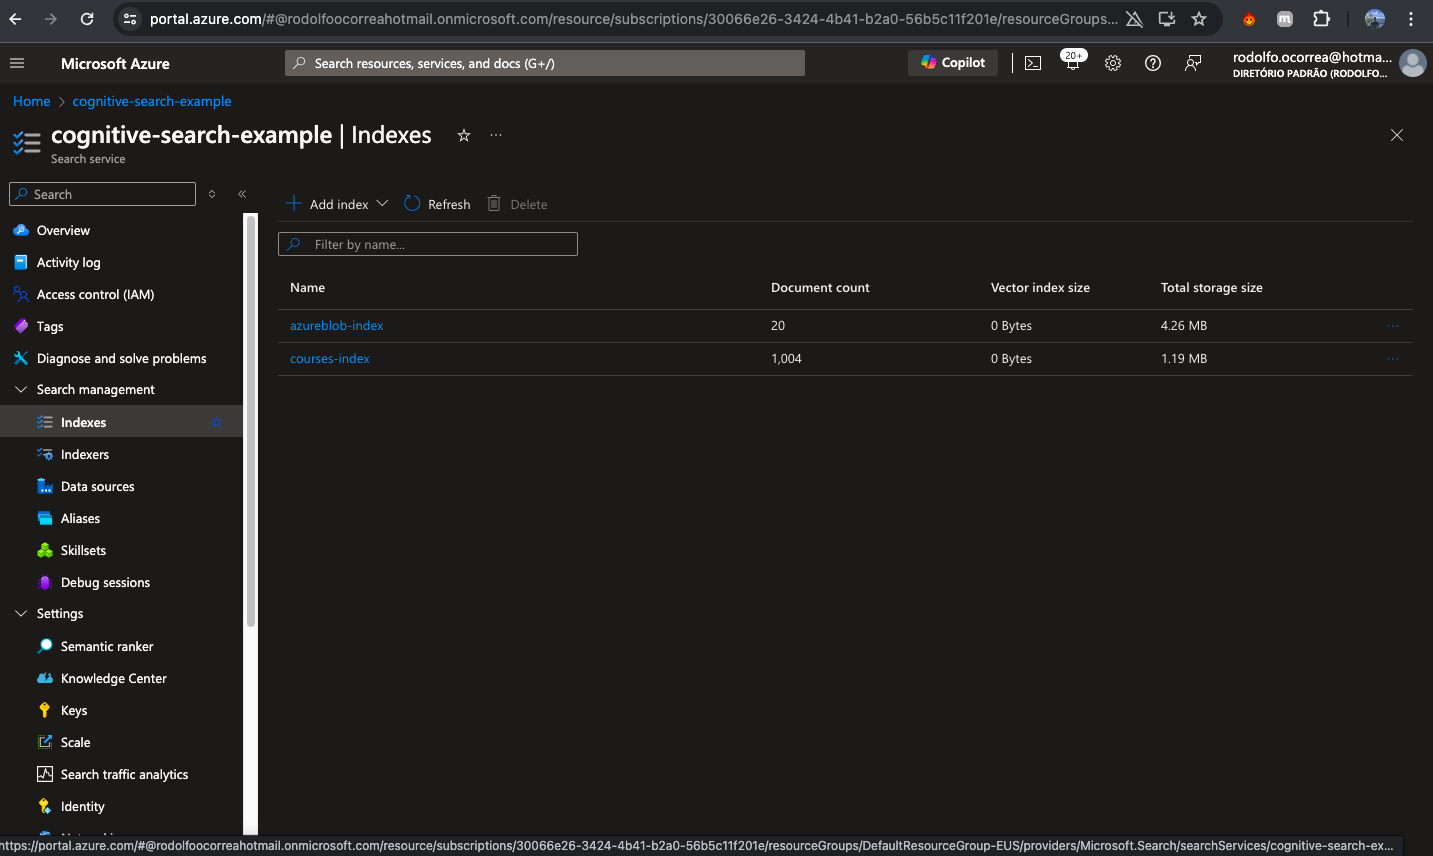 portal.azure.com/#@rodolfoocorreahotmail.onmicrosoft.com/resource/subscriptions/30066e26-3424-4b41-b2a0-56b5c11f201e/resourceGroups...
Microsoft Azure
Search resources, services, and docs (G+/)
Copilot
20+
rodolfo.ocorrea@hotma...
DIRETÓRIO PADRÃO (RODOLFO...
Home > cognitive-search-example
cognitive-search-example | Indexes
Search service
Search
Add index
Refresh
Delete
Filter by name...
Overview
Activity log
Access control (IAM)
Tags
Diagnose and solve problems
Search management
Indexes
Indexers
Data sources
Aliases
Skillsets
Debug sessions
Settings
Semantic ranker
Knowledge Center
Keys
Scale
Search traffic analytics
Identity
Name Document count Vector index size Total storage size
azureblob-index 20 0 Bytes 4.26 MB
courses-index 1,004 0 Bytes 1.19 MB
https://portal.azure.com/#@rodolfoocorreahotmail.onmicrosoft.com/resource/subscriptions/30066e26-3424-4b41-b2a0-56b5c11f201e/resourceGroups/DefaultResourceGroup-EUS/providers/Microsoft.Search/searchServices/cognitive-search-ex...